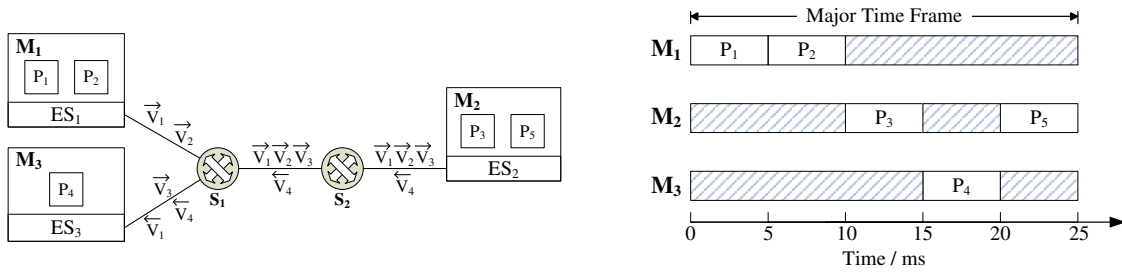 M1
P1 P2
ES1
V1
V2
M3
P4
ES3
V3
V4
V1
S1
V1 V2 V3
V4
S2
V1 V2 V3
V4
M2
P3 P5
ES2
Major Time Frame
M1 P1 P2
M2 P3 P5
M3 P4
0 5 10 15 20 25
Time / ms